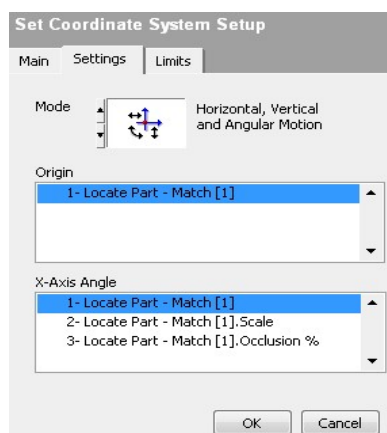 Set Coordinate System Setup
Main Settings Limits
Mode Horizontal, Vertical
and Angular Motion
Origin
1- Locate Part - Match [1]
X-Axis Angle
1- Locate Part - Match [1]
2- Locate Part - Match [1].Scale
3- Locate Part - Match [1].Occlusion %
OK Cancel